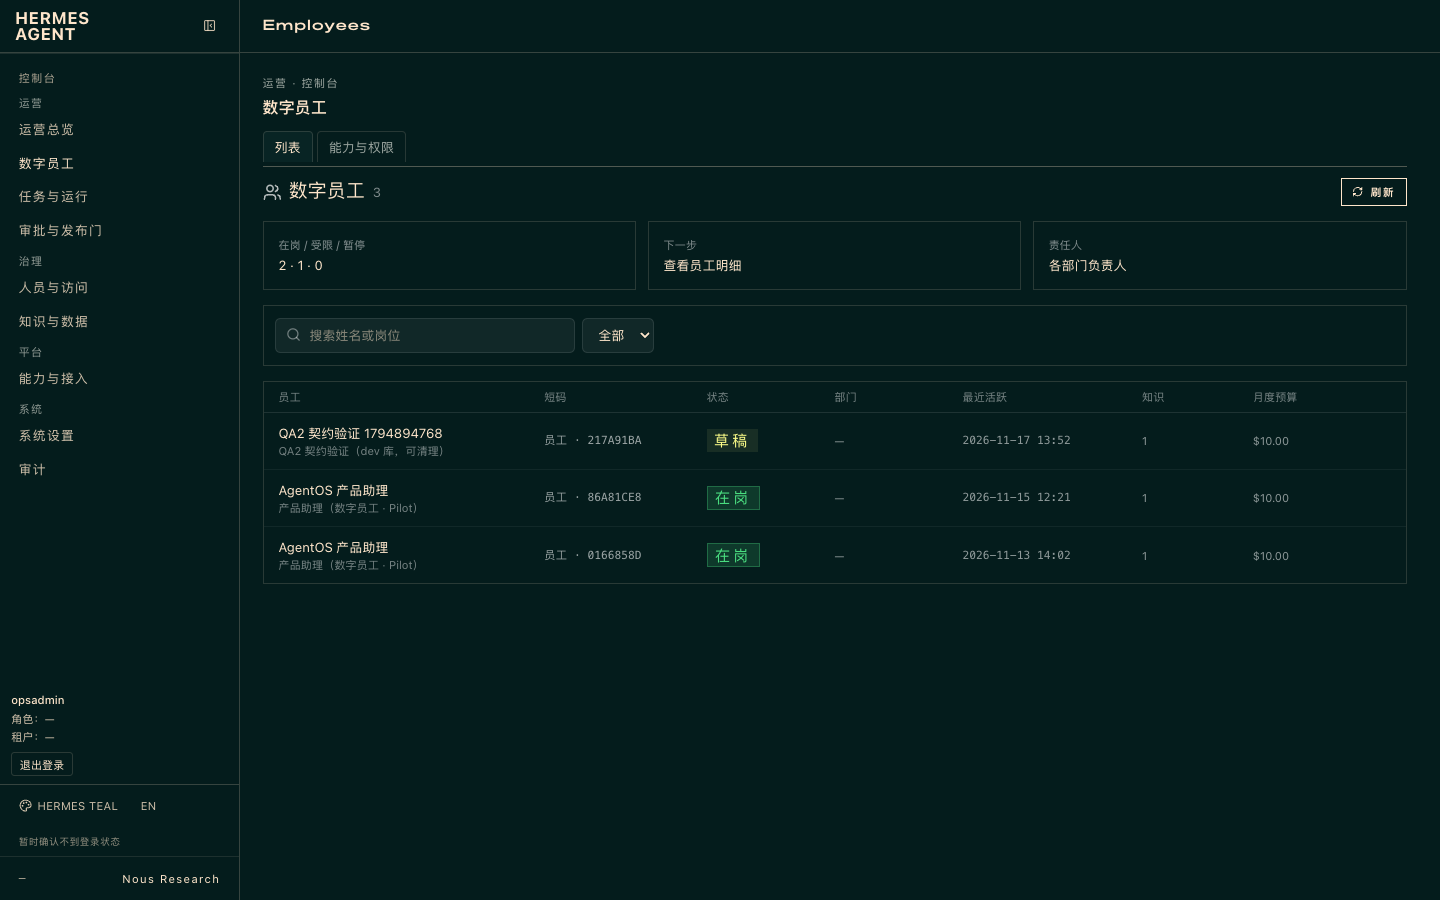 HERMES
AGENT
Employees
控制台
运营
运营总览
数字员工
任务与运行
审批与发布门
治理
人员与访问
知识与数据
平台
能力与接入
系统
系统设置
审计
opsadmin
角色：—
租户：—
退出登录
HERMES TEAL EN
暂时确认不到登录状态
— Nous Research
运营 · 控制台
数字员工
列表 能力与权限
数字员工 3
刷新
在岗 / 受限 / 暂停
2 · 1 · 0
下一步
查看员工明细
责任人
各部门负责人
搜索姓名或岗位 全部
员工 短码 状态 部门 最近活跃 知识 月度预算
QA2 契约验证 1794894768
QA2 契约验证（dev 库，可清理）
员工 · 217A91BA 草稿 — 2026-11-17 13:52 1 $10.00
AgentOS 产品助理
产品助理（数字员工 · Pilot）
员工 · 86A81CE8 在岗 — 2026-11-15 12:21 1 $10.00
AgentOS 产品助理
产品助理（数字员工 · Pilot）
员工 · 0166858D 在岗 — 2026-11-13 14:02 1 $10.00